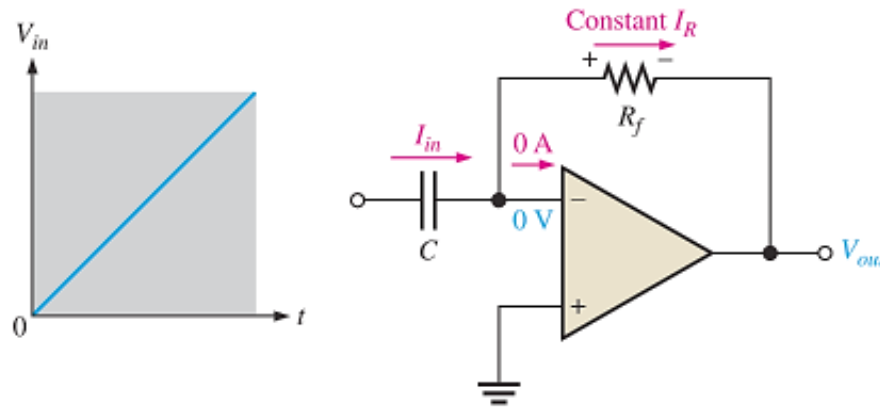 V_in
0
t
Constant I_R
+ −
R_f
I_in
0 A
−
0 V
C
+
V_out